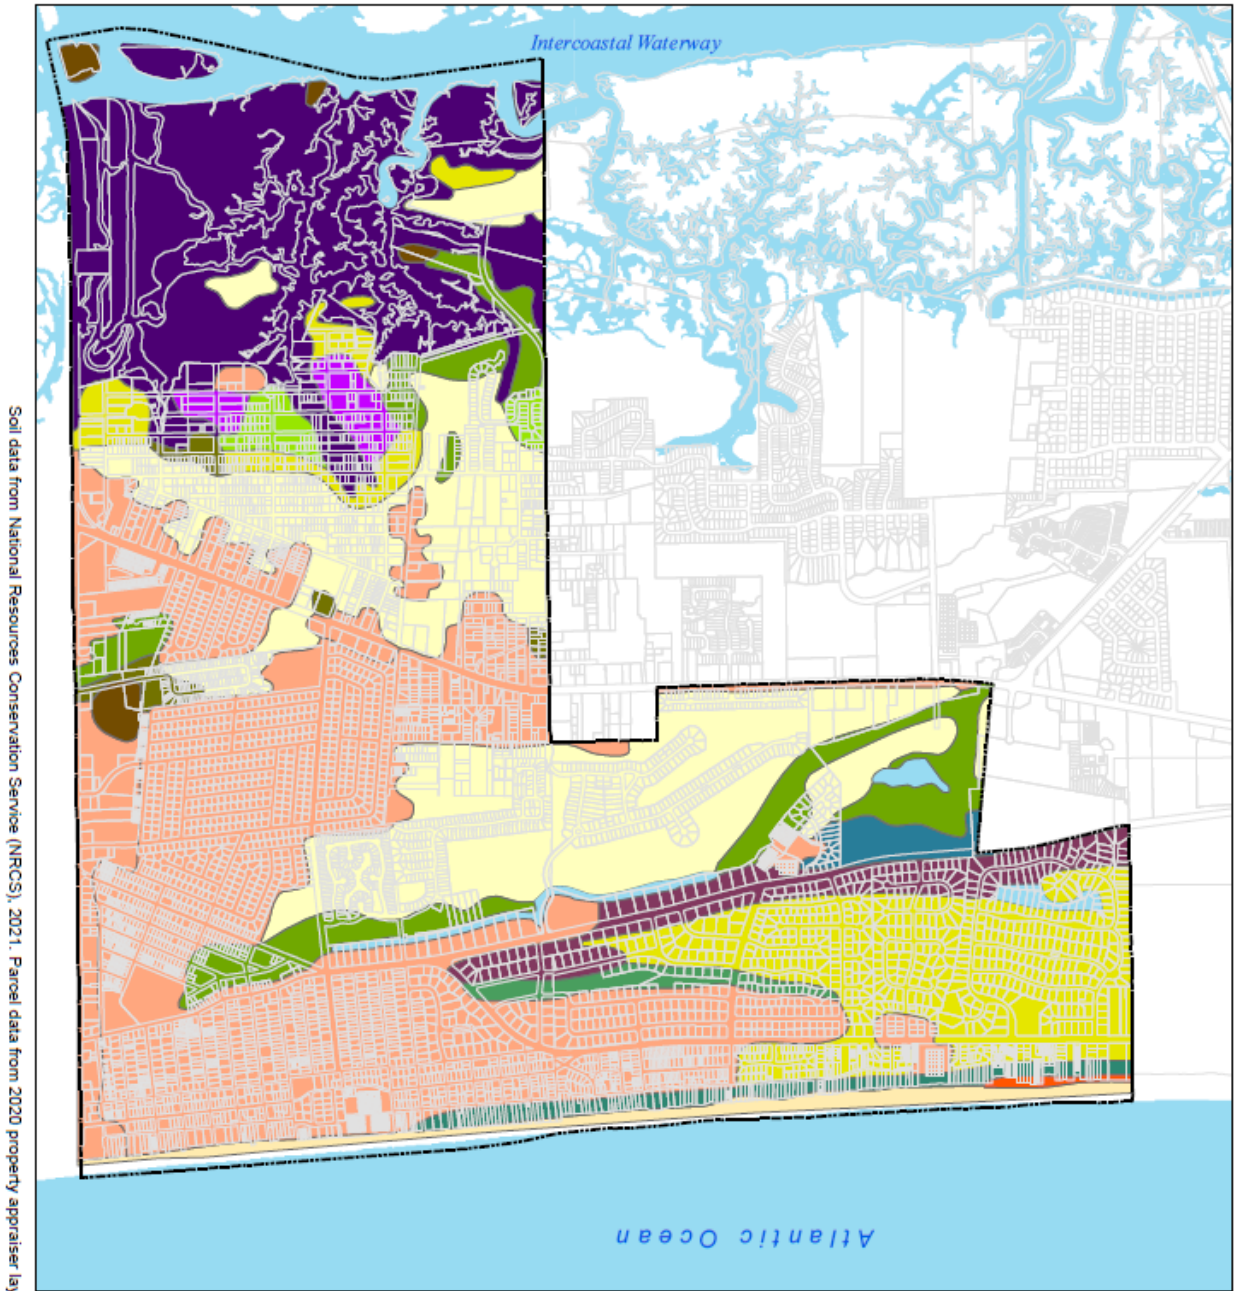 Intercoastal Waterway
Soil data from National Resources Conservation Service (NRCS), 2021. Parcel data from 2020 property appraiser lay
Atlantic Ocean